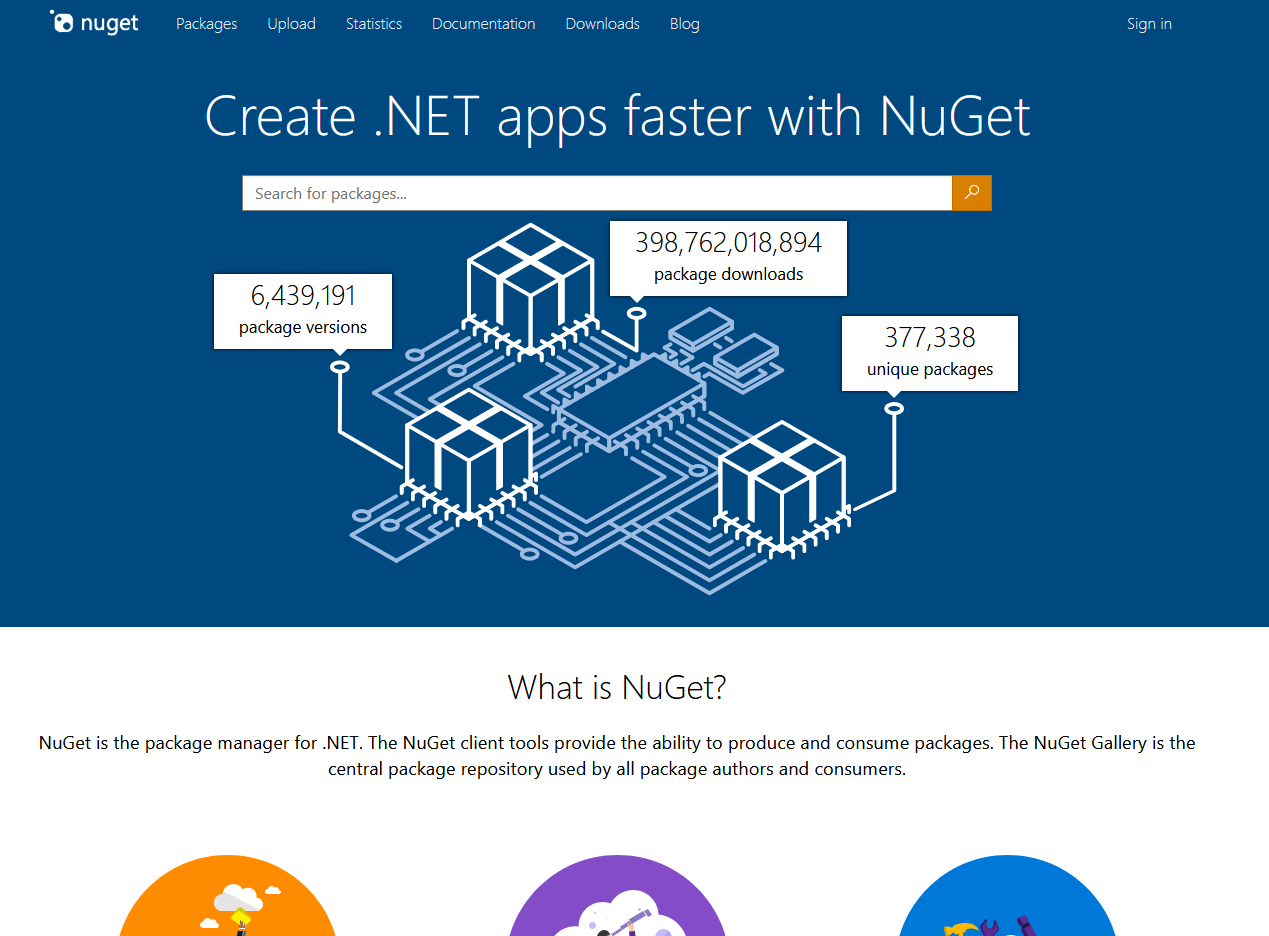 nuget Packages Upload Statistics Documentation Downloads Blog Sign in
Create .NET apps faster with NuGet
Search for packages...
398,762,018,894
package downloads
6,439,191
package versions
377,338
unique packages
What is NuGet?
NuGet is the package manager for .NET. The NuGet client tools provide the ability to produce and consume packages. The NuGet Gallery is the
central package repository used by all package authors and consumers.